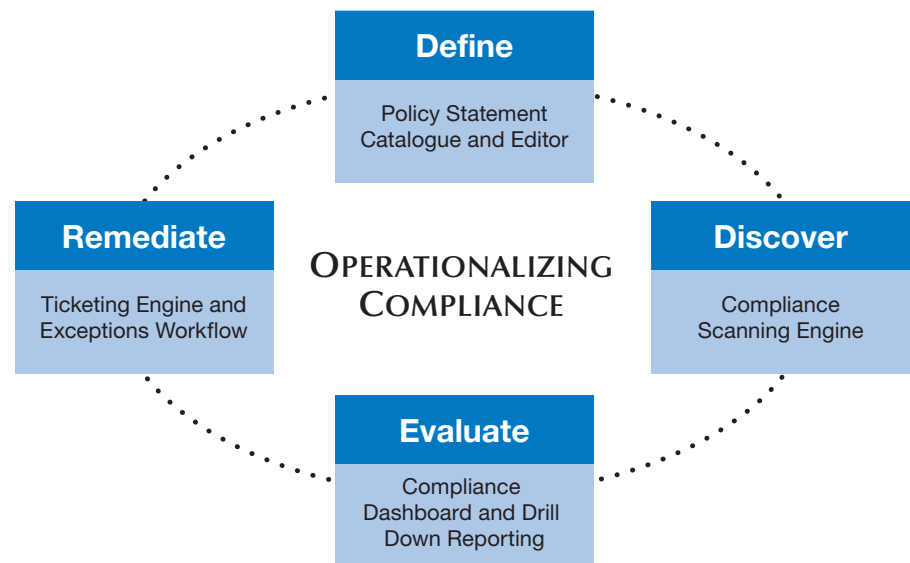 Define
Policy Statement
Catalogue and Editor
Remediate
Ticketing Engine and
Exceptions Workflow
OPERATIONALIZING
COMPLIANCE
Discover
Compliance
Scanning Engine
Evaluate
Compliance
Dashboard and Drill
Down Reporting